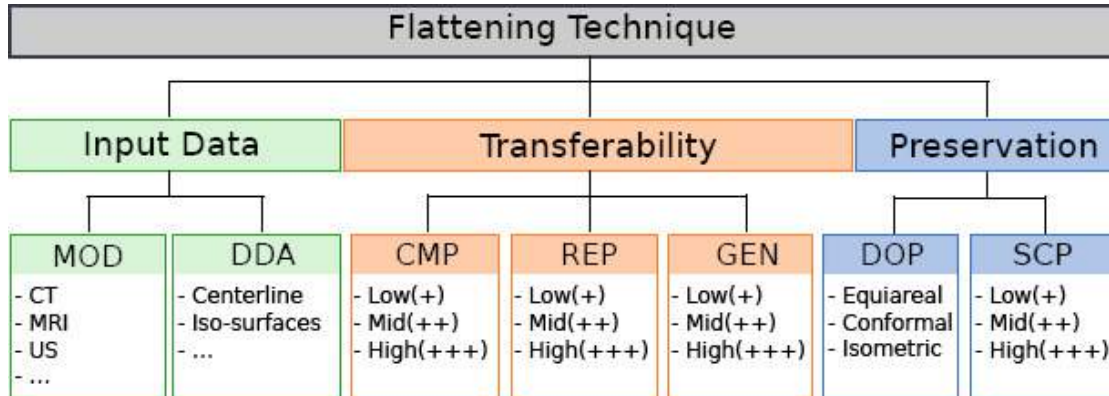 Flattening Technique
Input Data
Transferability
Preservation
MOD
- CT
- MRI
- US
- ...
DDA
- Centerline
- Iso-surfaces
- ...
CMP
- Low(+)
- Mid(++)
- High(+++)
REP
- Low(+)
- Mid(++)
- High(+++)
GEN
- Low(+)
- Mid(++)
- High(+++)
DOP
- Equiareal
- Conformal
- Isometric
SCP
- Low(+)
- Mid(++)
- High(+++)